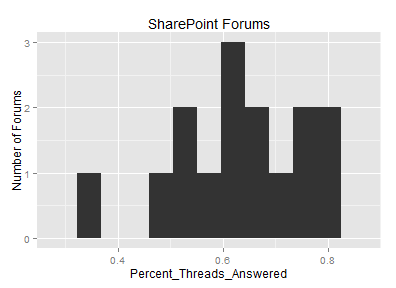 SharePoint Forums
3
2
1
0
Number of Forums
0.4 0.6 0.8
Percent_Threads_Answered